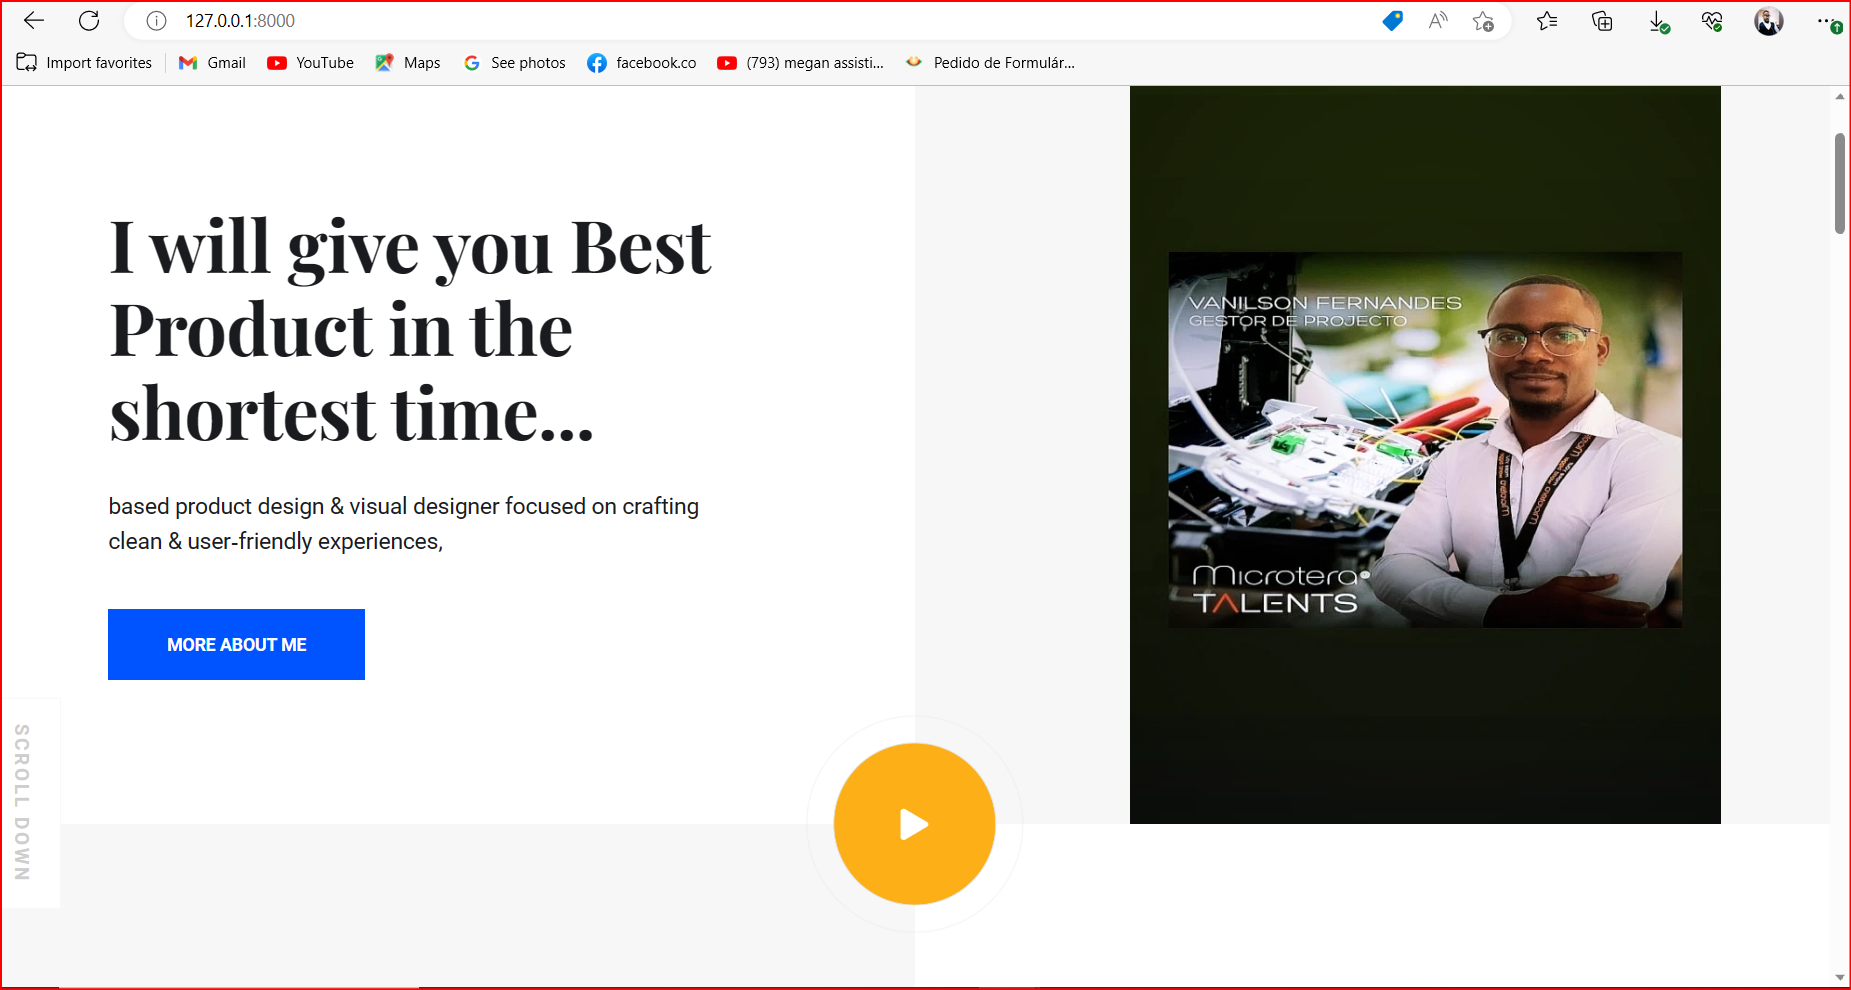 127.0.0.1:8000
Import favorites
Gmail
YouTube
Maps
See photos
facebook.co
(793) megan assisti...
Pedido de Formulár...
I will give you Best
Product in the
shortest time...
based product design & visual designer focused on crafting
clean & user-friendly experiences,
MORE ABOUT ME
SCROLL DOWN
VANILSON FERNANDES
GESTOR DE PROJECTO
Microtera
TALENTS